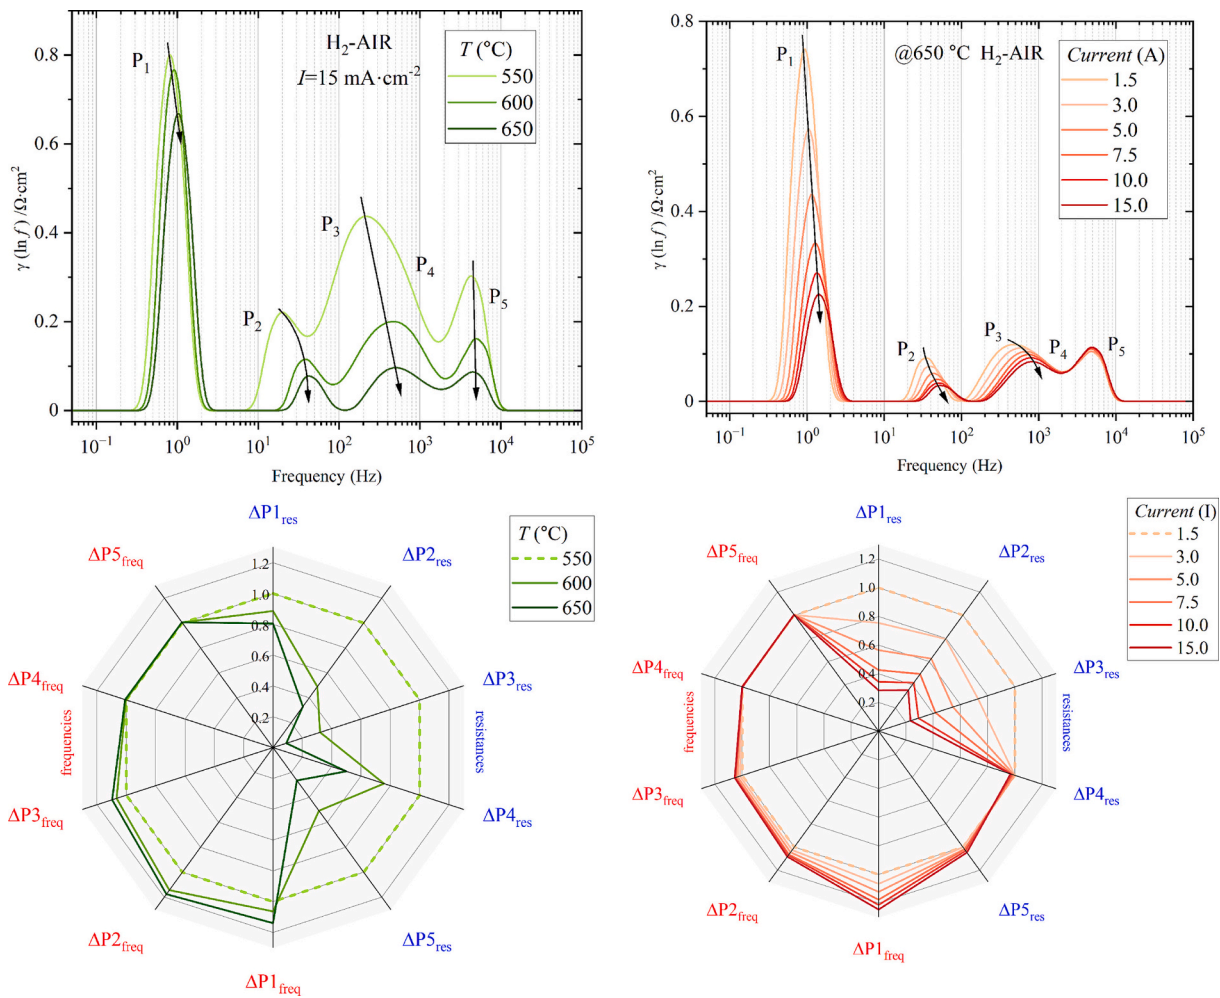 H2-AIR
I=15 mA·cm-2
T (°C)
550
600
650
P1
P2
P3
P4
P5
γ (ln f) /Ω·cm2
0.8
0.6
0.4
0.2
0.0
10-1
100
101
102
103
104
105
Frequency (Hz)
@650 °C H2-AIR
Current (A)
1.5
3.0
5.0
7.5
10.0
15.0
P1
P2
P3
P4
P5
γ (ln f) /Ω·cm2
0.8
0.6
0.4
0.2
0.0
10-1
100
101
102
103
104
105
Frequency (Hz)
T (°C)
550
600
650
ΔP1res
ΔP2res
ΔP3res
resistances
ΔP4res
ΔP5res
ΔP1freq
ΔP2freq
ΔP3freq
frequencies
ΔP4freq
ΔP5freq
1.2
1.0
0.8
0.6
0.4
0.2
Current (I)
1.5
3.0
5.0
7.5
10.0
15.0
ΔP1res
ΔP2res
ΔP3res
resistances
ΔP4res
ΔP5res
ΔP1freq
ΔP2freq
ΔP3freq
frequencies
ΔP4freq
ΔP5freq
1.2
1.0
0.8
0.6
0.4
0.2